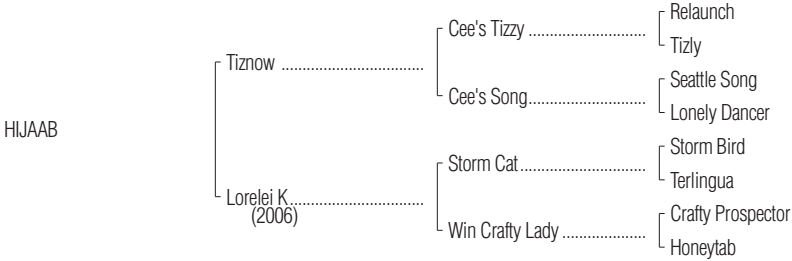 Relaunch
Cee's Tizzy ..............................
Tizly
Tiznow ....................................
Seattle Song
Cee's Song..............................
Lonely Dancer
HIJAAB
Storm Bird
Storm Cat................................
Terlingua
Lorelei K..................................
(2006)
Crafty Prospector
Win Crafty Lady .....................
Honeytab